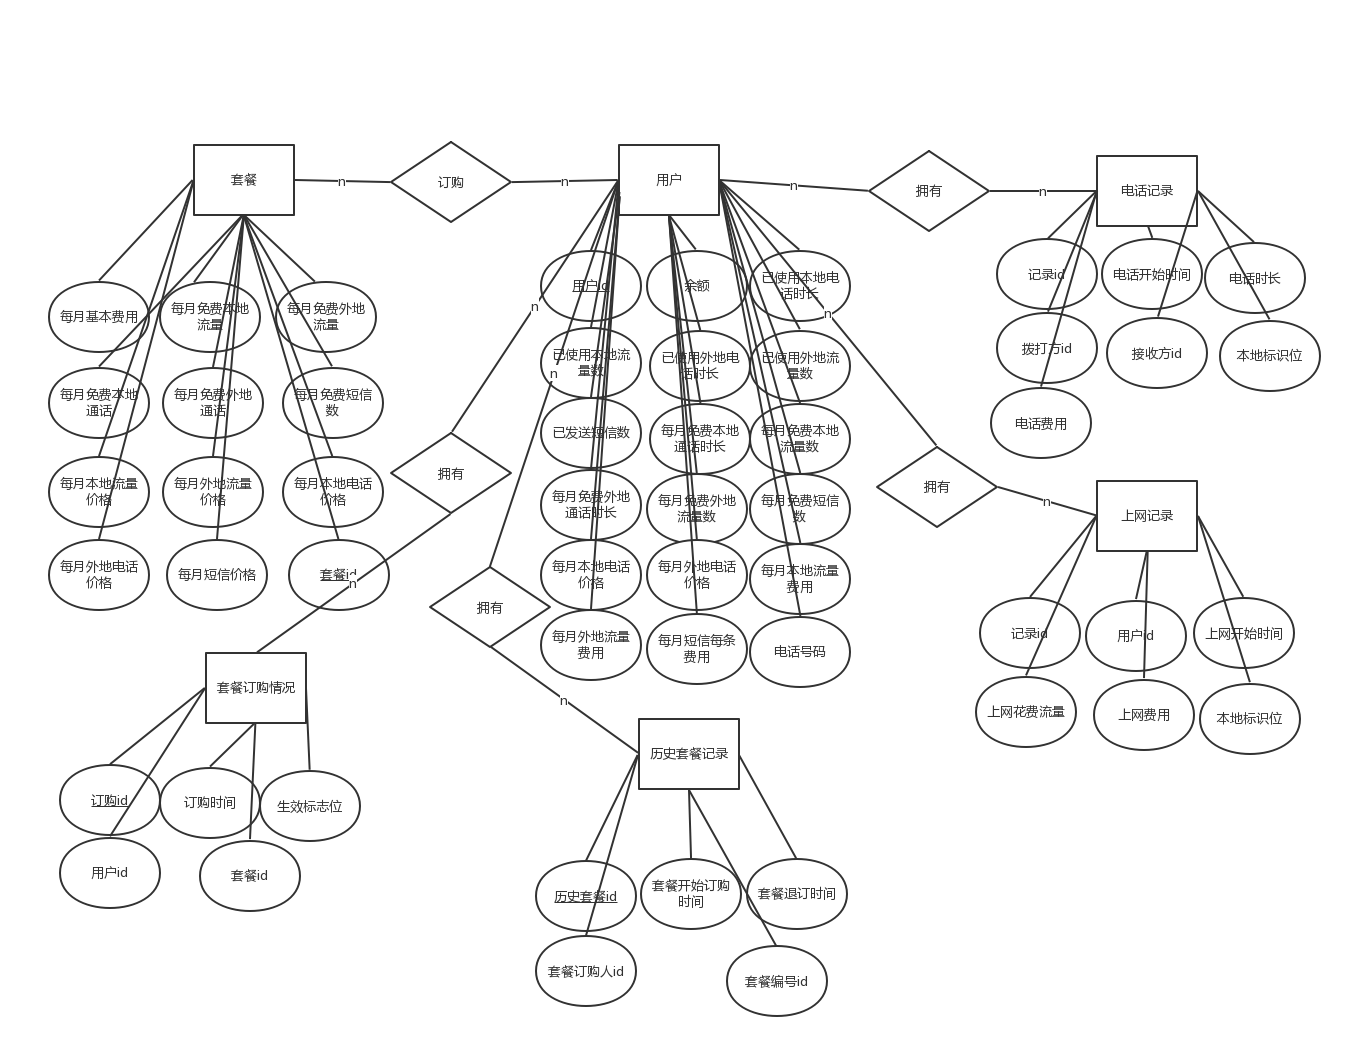 套餐
n
订购
n
用户
n
拥有
n
电话记录
每月基本费用
每月免费本地
流量
每月免费外地
流量
每月免费本地
通话
每月免费外地
通话
每月免费短信
数
每月本地流量
价格
每月外地流量
价格
每月本地电话
价格
每月外地电话
价格
每月短信价格
套餐id
n
拥有
n
n
拥有
n
用户id
余额
已使用本地电
话时长
已使用本地流
量数
已使用外地电
话时长
已使用外地流
量数
已发送短信数
每月免费本地
通话时长
每月免费本地
流量数
每月免费外地
通话时长
每月免费外地
流量数
每月免费短信
数
每月本地电话
价格
每月外地电话
价格
每月本地流量
费用
每月外地流量
费用
每月短信每条
费用
电话号码
n
拥有
n
记录id
电话开始时间
电话时长
拨打方id
接收方id
本地标识位
电话费用
上网记录
记录id
用户id
上网开始时间
上网花费流量
上网费用
本地标识位
套餐订购情况
订购id
订购时间
生效标志位
用户id
套餐id
历史套餐记录
历史套餐id
套餐开始订购
时间
套餐退订时间
套餐订购人id
套餐编号id